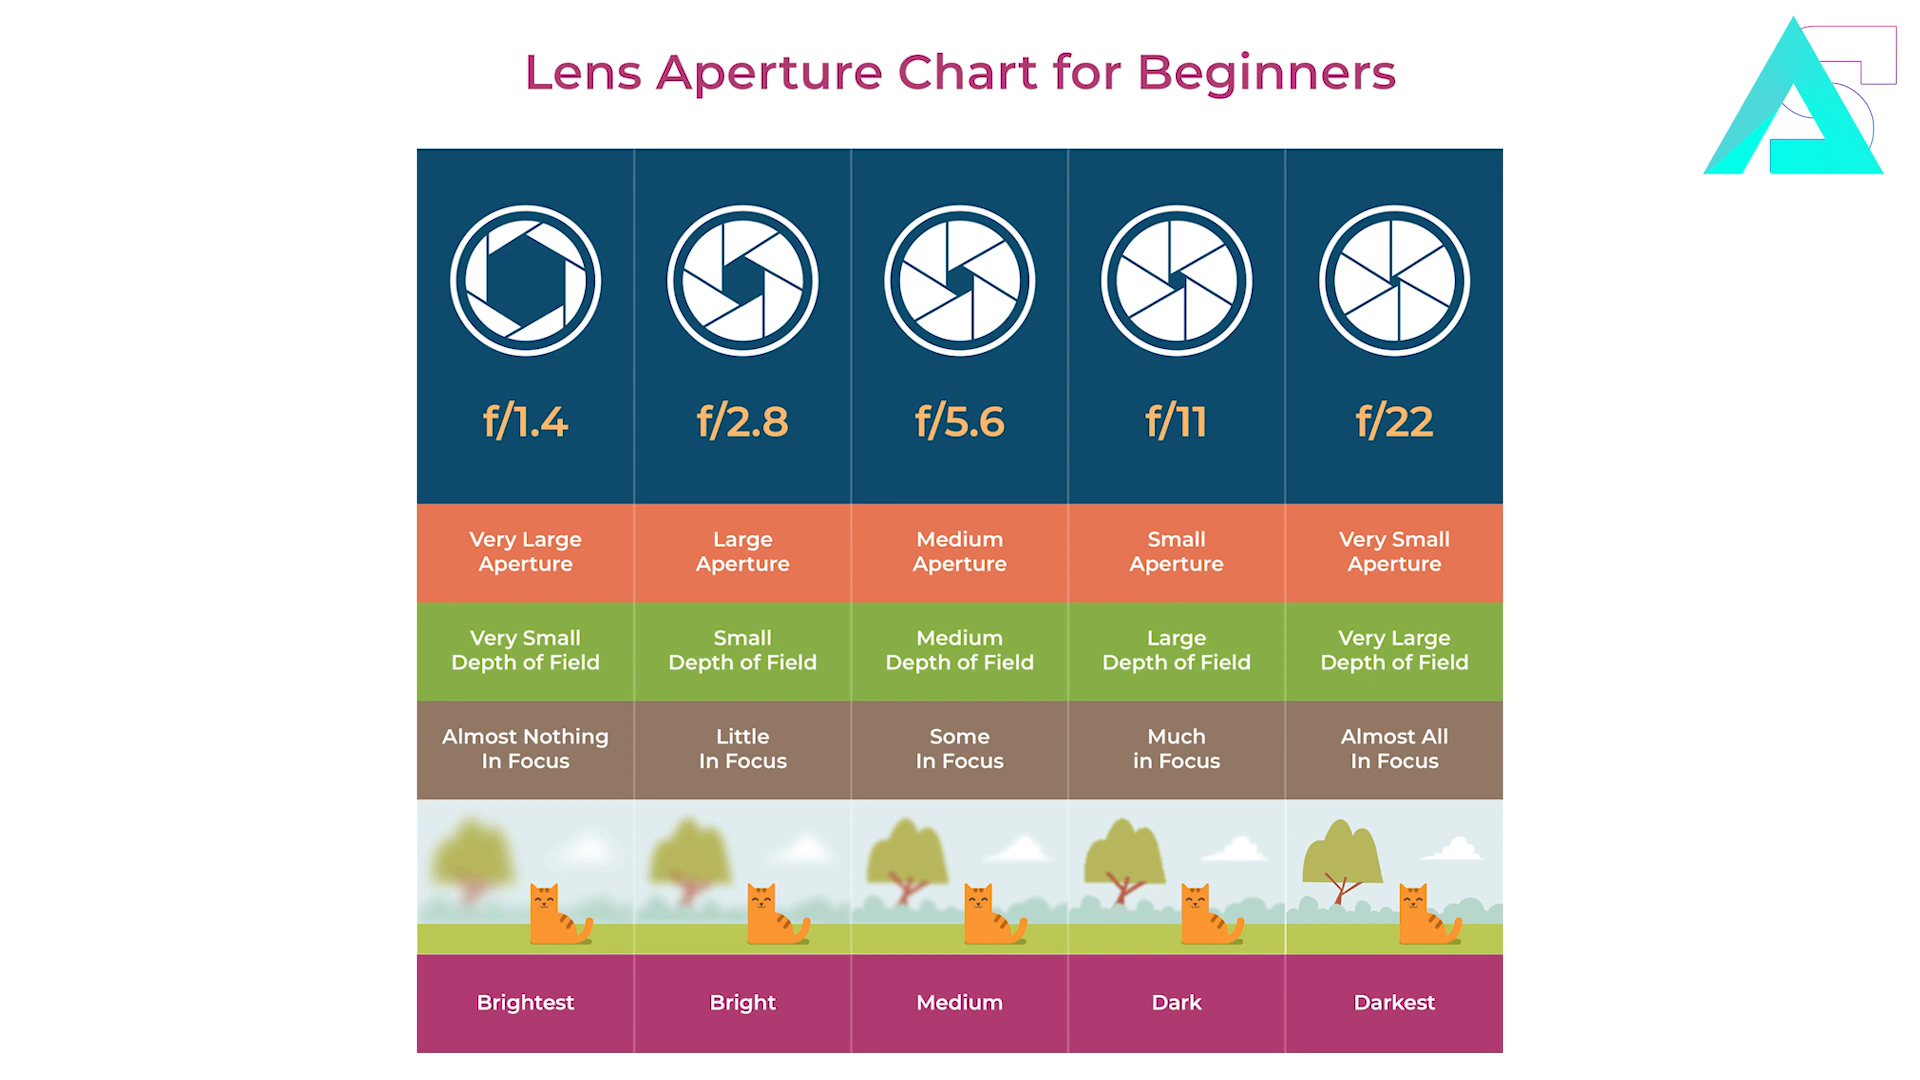 Lens Aperture Chart for Beginners
f/1.4
f/2.8
f/5.6
f/11
f/22
Very Large
Aperture
Large
Aperture
Medium
Aperture
Small
Aperture
Very Small
Aperture
Very Small
Depth of Field
Small
Depth of Field
Medium
Depth of Field
Large
Depth of Field
Very Large
Depth of Field
Almost Nothing
In Focus
Little
In Focus
Some
In Focus
Much
in Focus
Almost All
In Focus
Brightest
Bright
Medium
Dark
Darkest